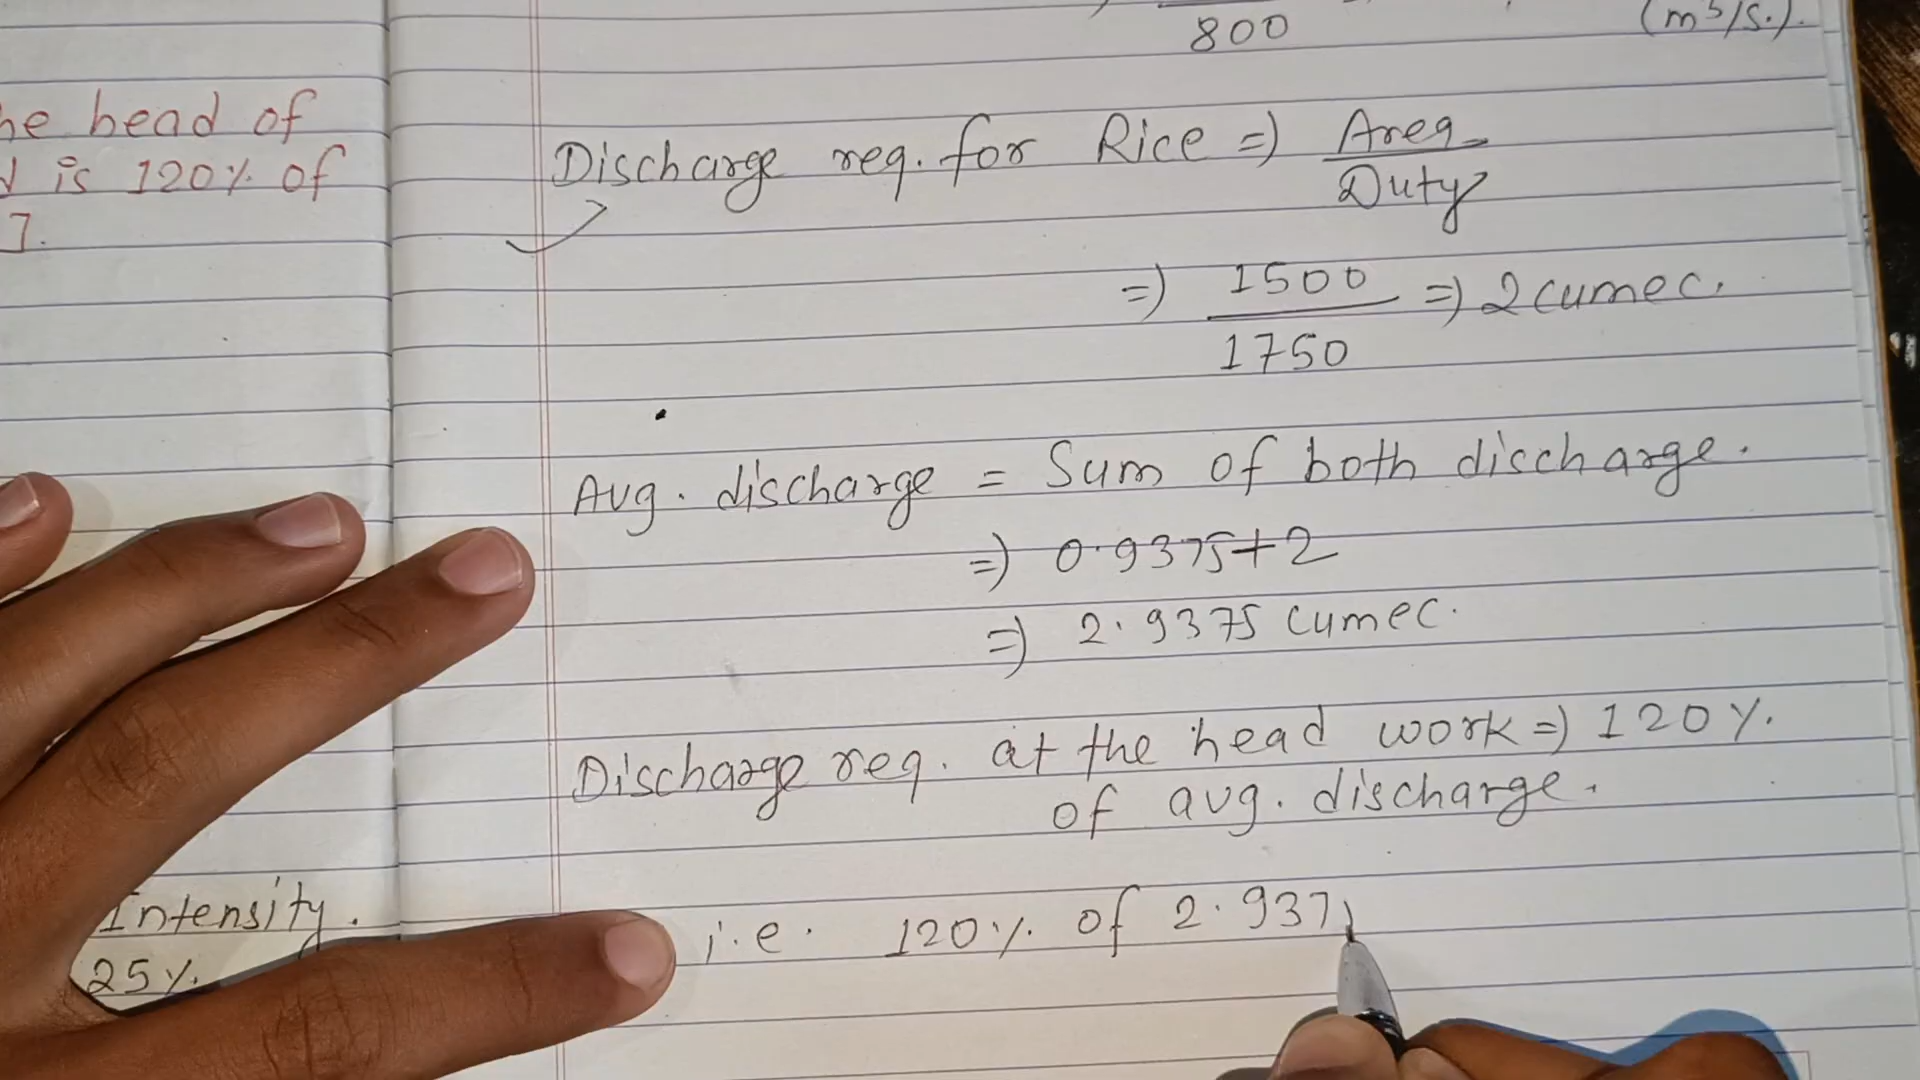 he head of
d is 120% of
].
Intensity.
25%.
800
(m³/s.).
Discharge req. for Rice =) Area
Duty
=) 1500 =) 2 cumec.
1750
Avg. discharge = Sum of both discharge.
=) 0.9375+2
=) 2.9375 cumec.
Discharge req. at the head work =) 120%.
of avg. discharge.
i.e. 120%. of 2.937